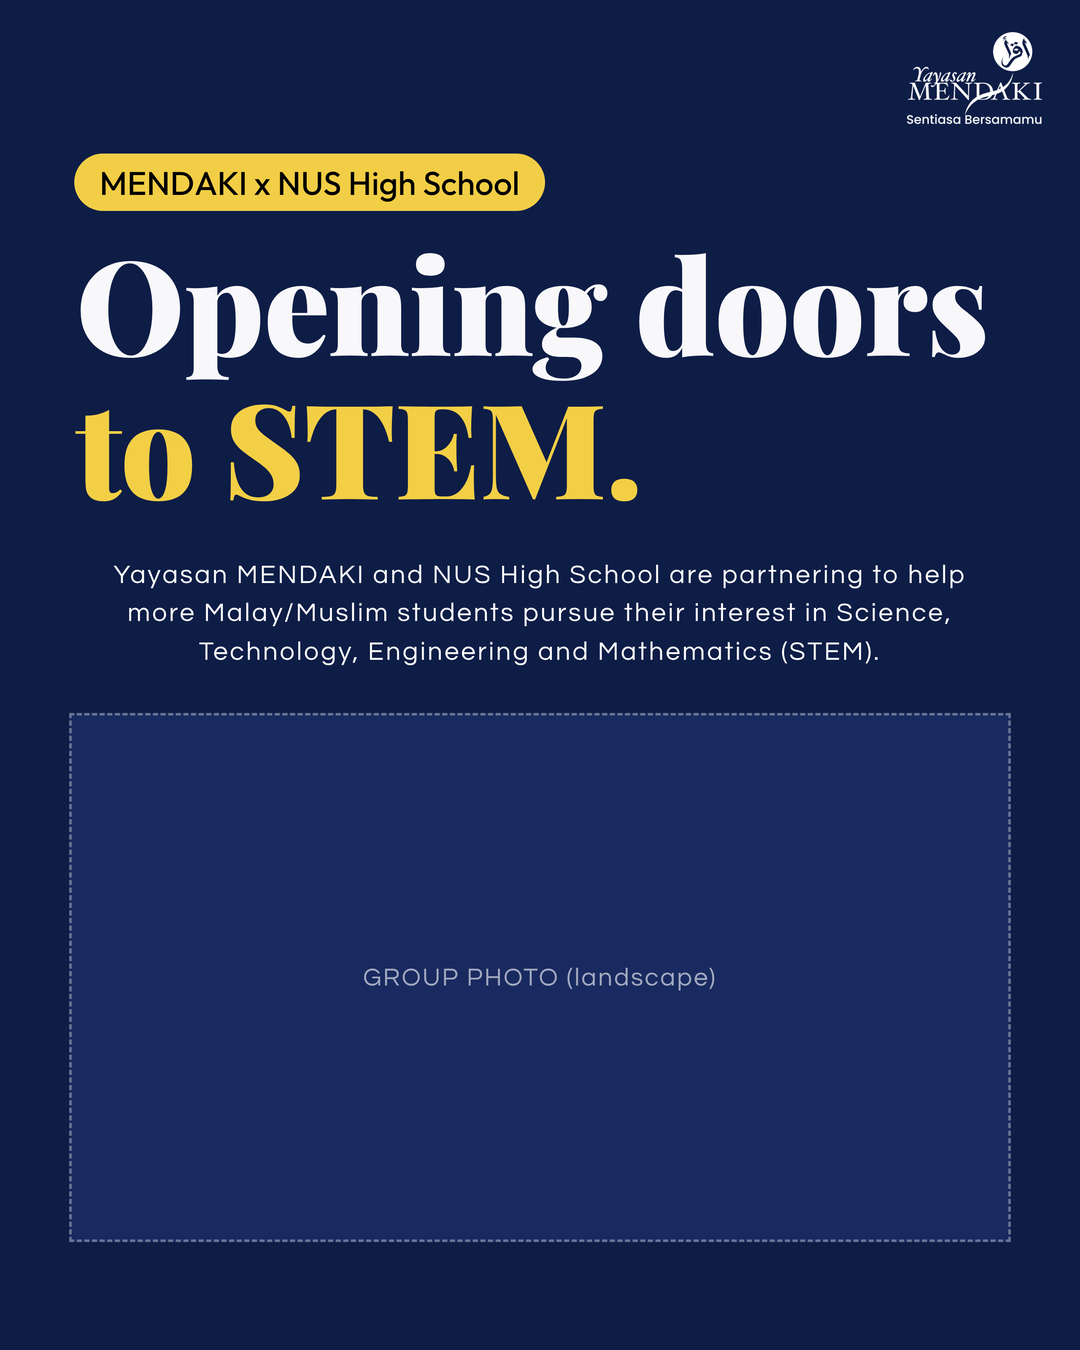 اقرأ
Yayasan
MENDAKI
Sentiasa Bersamamu
MENDAKI x NUS High School
Opening doors
to STEM.
Yayasan MENDAKI and NUS High School are partnering to help
more Malay/Muslim students pursue their interest in Science,
Technology, Engineering and Mathematics (STEM).
GROUP PHOTO (landscape)